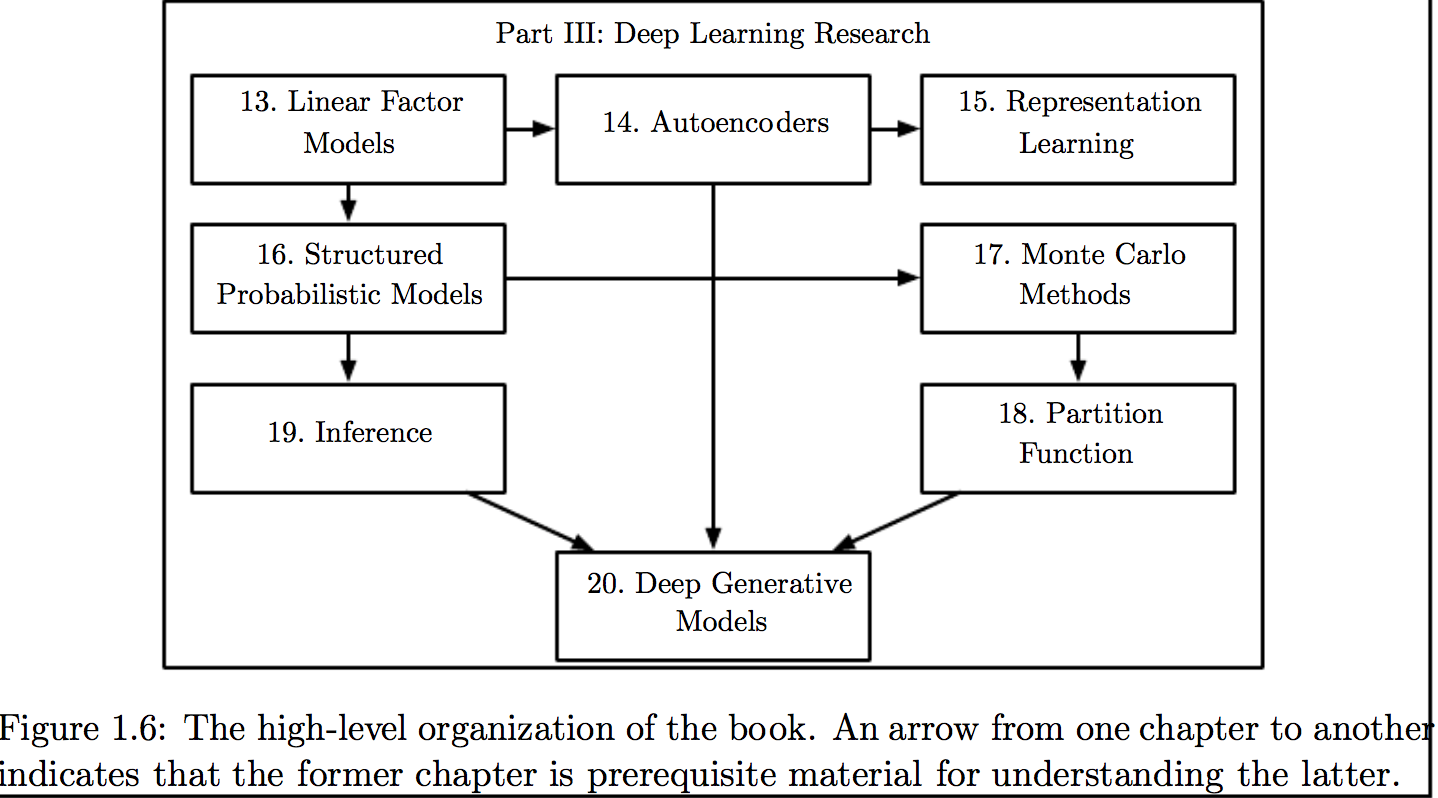 Part III: Deep Learning Research
13. Linear Factor
Models
14. Autoencoders
15. Representation
Learning
16. Structured
Probabilistic Models
17. Monte Carlo
Methods
19. Inference
18. Partition
Function
20. Deep Generative
Models
Figure 1.6: The high-level organization of the book. An arrow from one chapter to another
indicates that the former chapter is prerequisite material for understanding the latter.